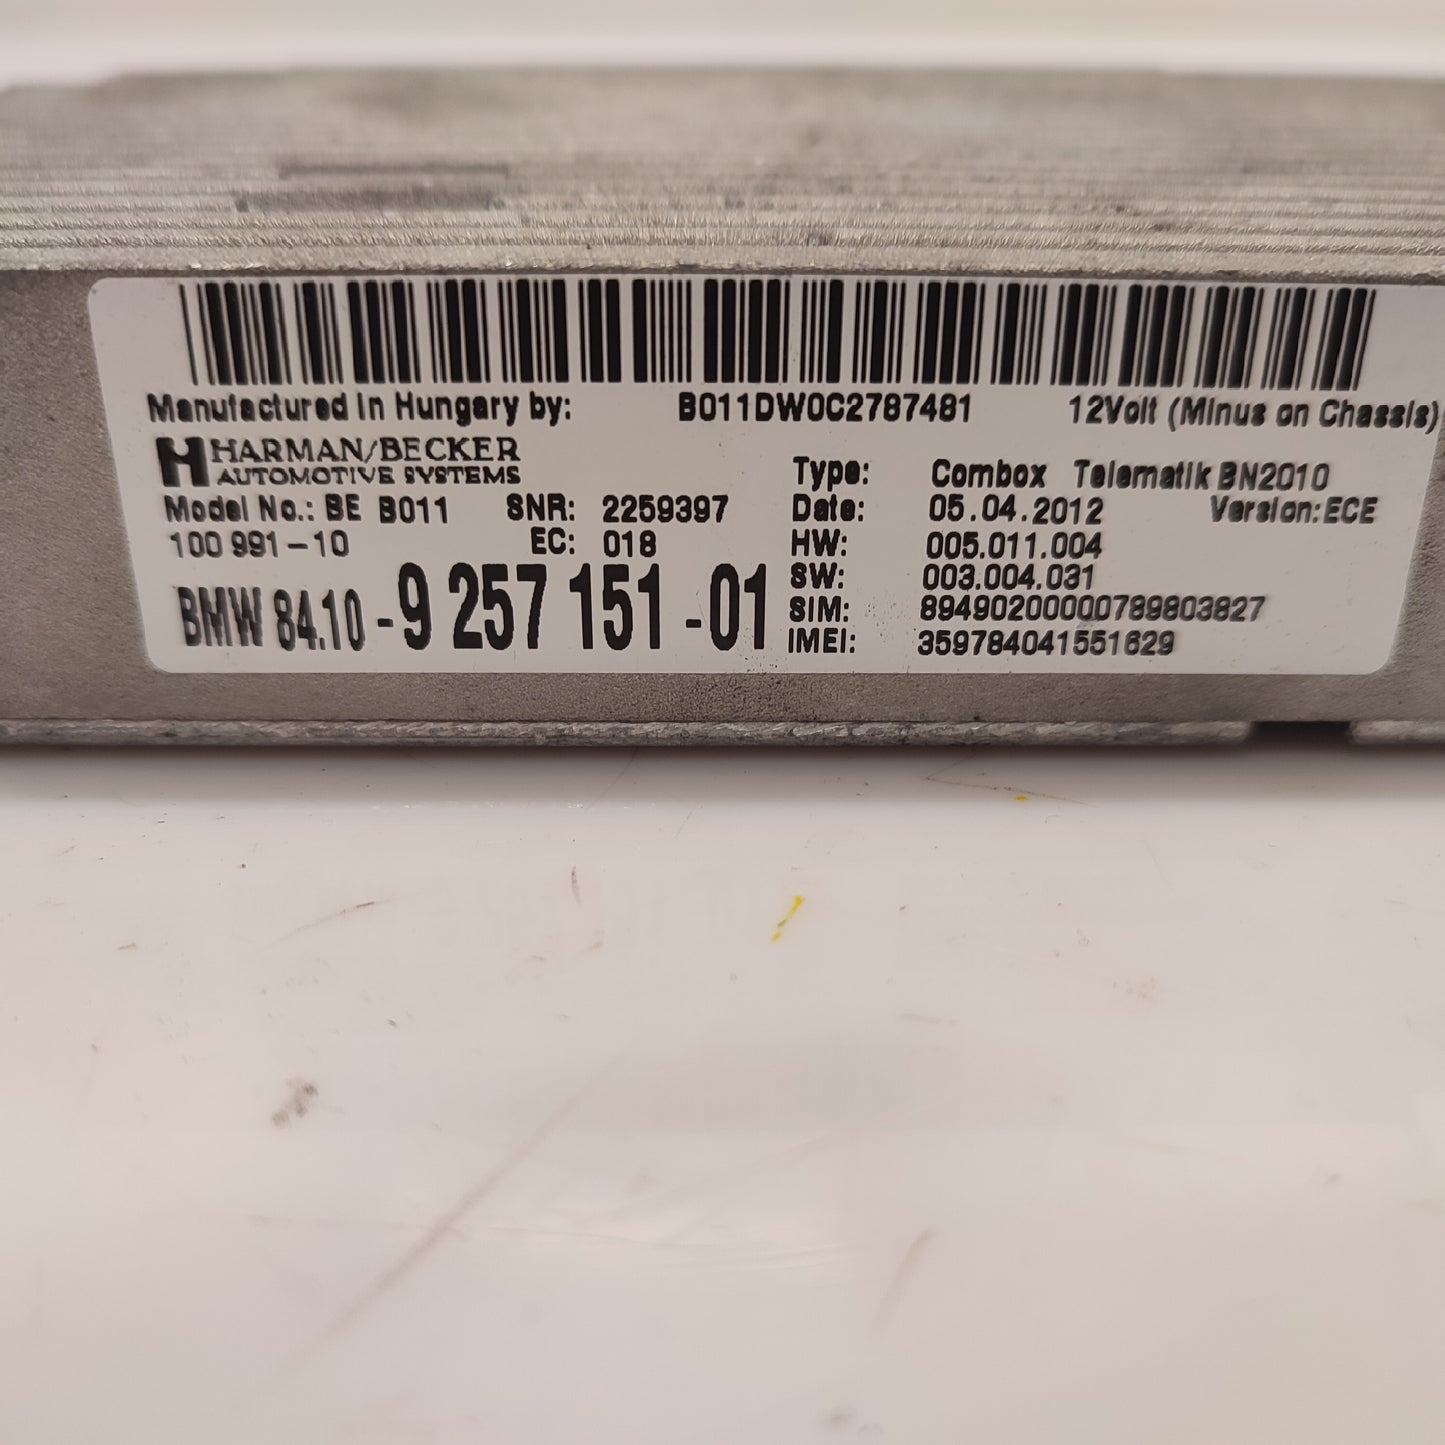 Manufactured in Hungary by: B011DW0C2787481 12Volt (Minus on Chassis)
HARMAN/BECKER
AUTOMOTIVE SYSTEMS
Type: Combox Telematik BN2010
Model No.: BE B011 SNR: 2259397 Date: 05.04.2012 Version: ECE
100 991-10 EC: 018 HW: 005.011.004
SW: 003.004.031
BMW 84.10-9 257 151-01 SIM: 89490200000789803827
IMEI: 359784041551629